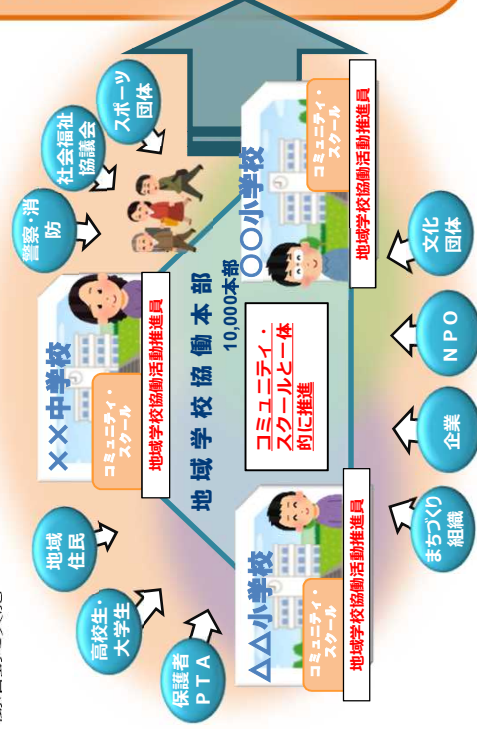 警察・消
防
社会福祉
協議会
スポーツ
団体
地域
住民
高校生・
大学生
保護者
PTA
××中学校
コミュニティ・
スクール
地域学校協働活動推進員
地域学校協働本部
10,000本部
コミュニティ・
スクールと一体
的に推進
△△小学校
コミュニティ・
スクール
地域学校協働活動推進員
〇〇小学校
コミュニティ・
スクール
地域学校協働活動推進員
まちづくり
組織
企業
NPO
文化
団体